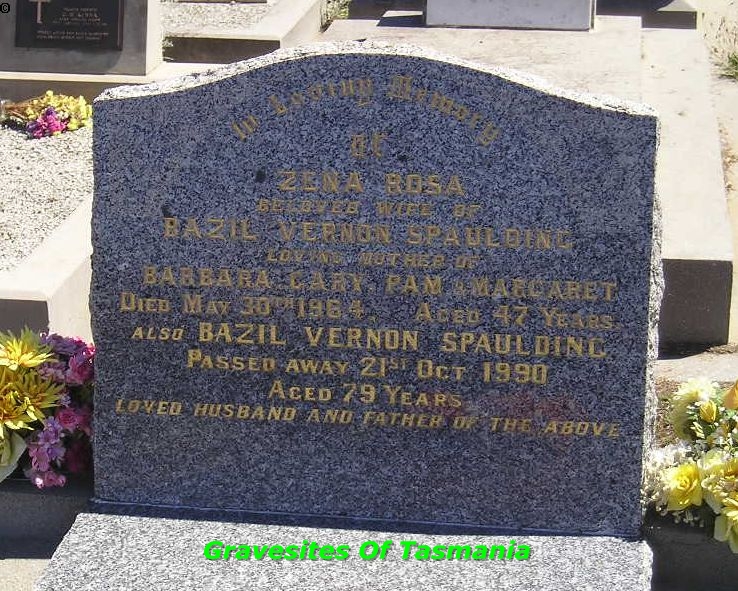 ©
In Loving Memory
OF
ZENA ROSA
BELOVED WIFE OF
BAZIL VERNON SPAULDING
LOVING MOTHER OF
BARBARA, GARY, PAM & MARGARET
DIED MAY 30TH 1964, AGED 47 YEARS.
ALSO BAZIL VERNON SPAULDING
PASSED AWAY 21ST OCT 1990
AGED 79 YEARS
LOVED HUSBAND AND FATHER OF THE ABOVE
Gravesites Of Tasmania